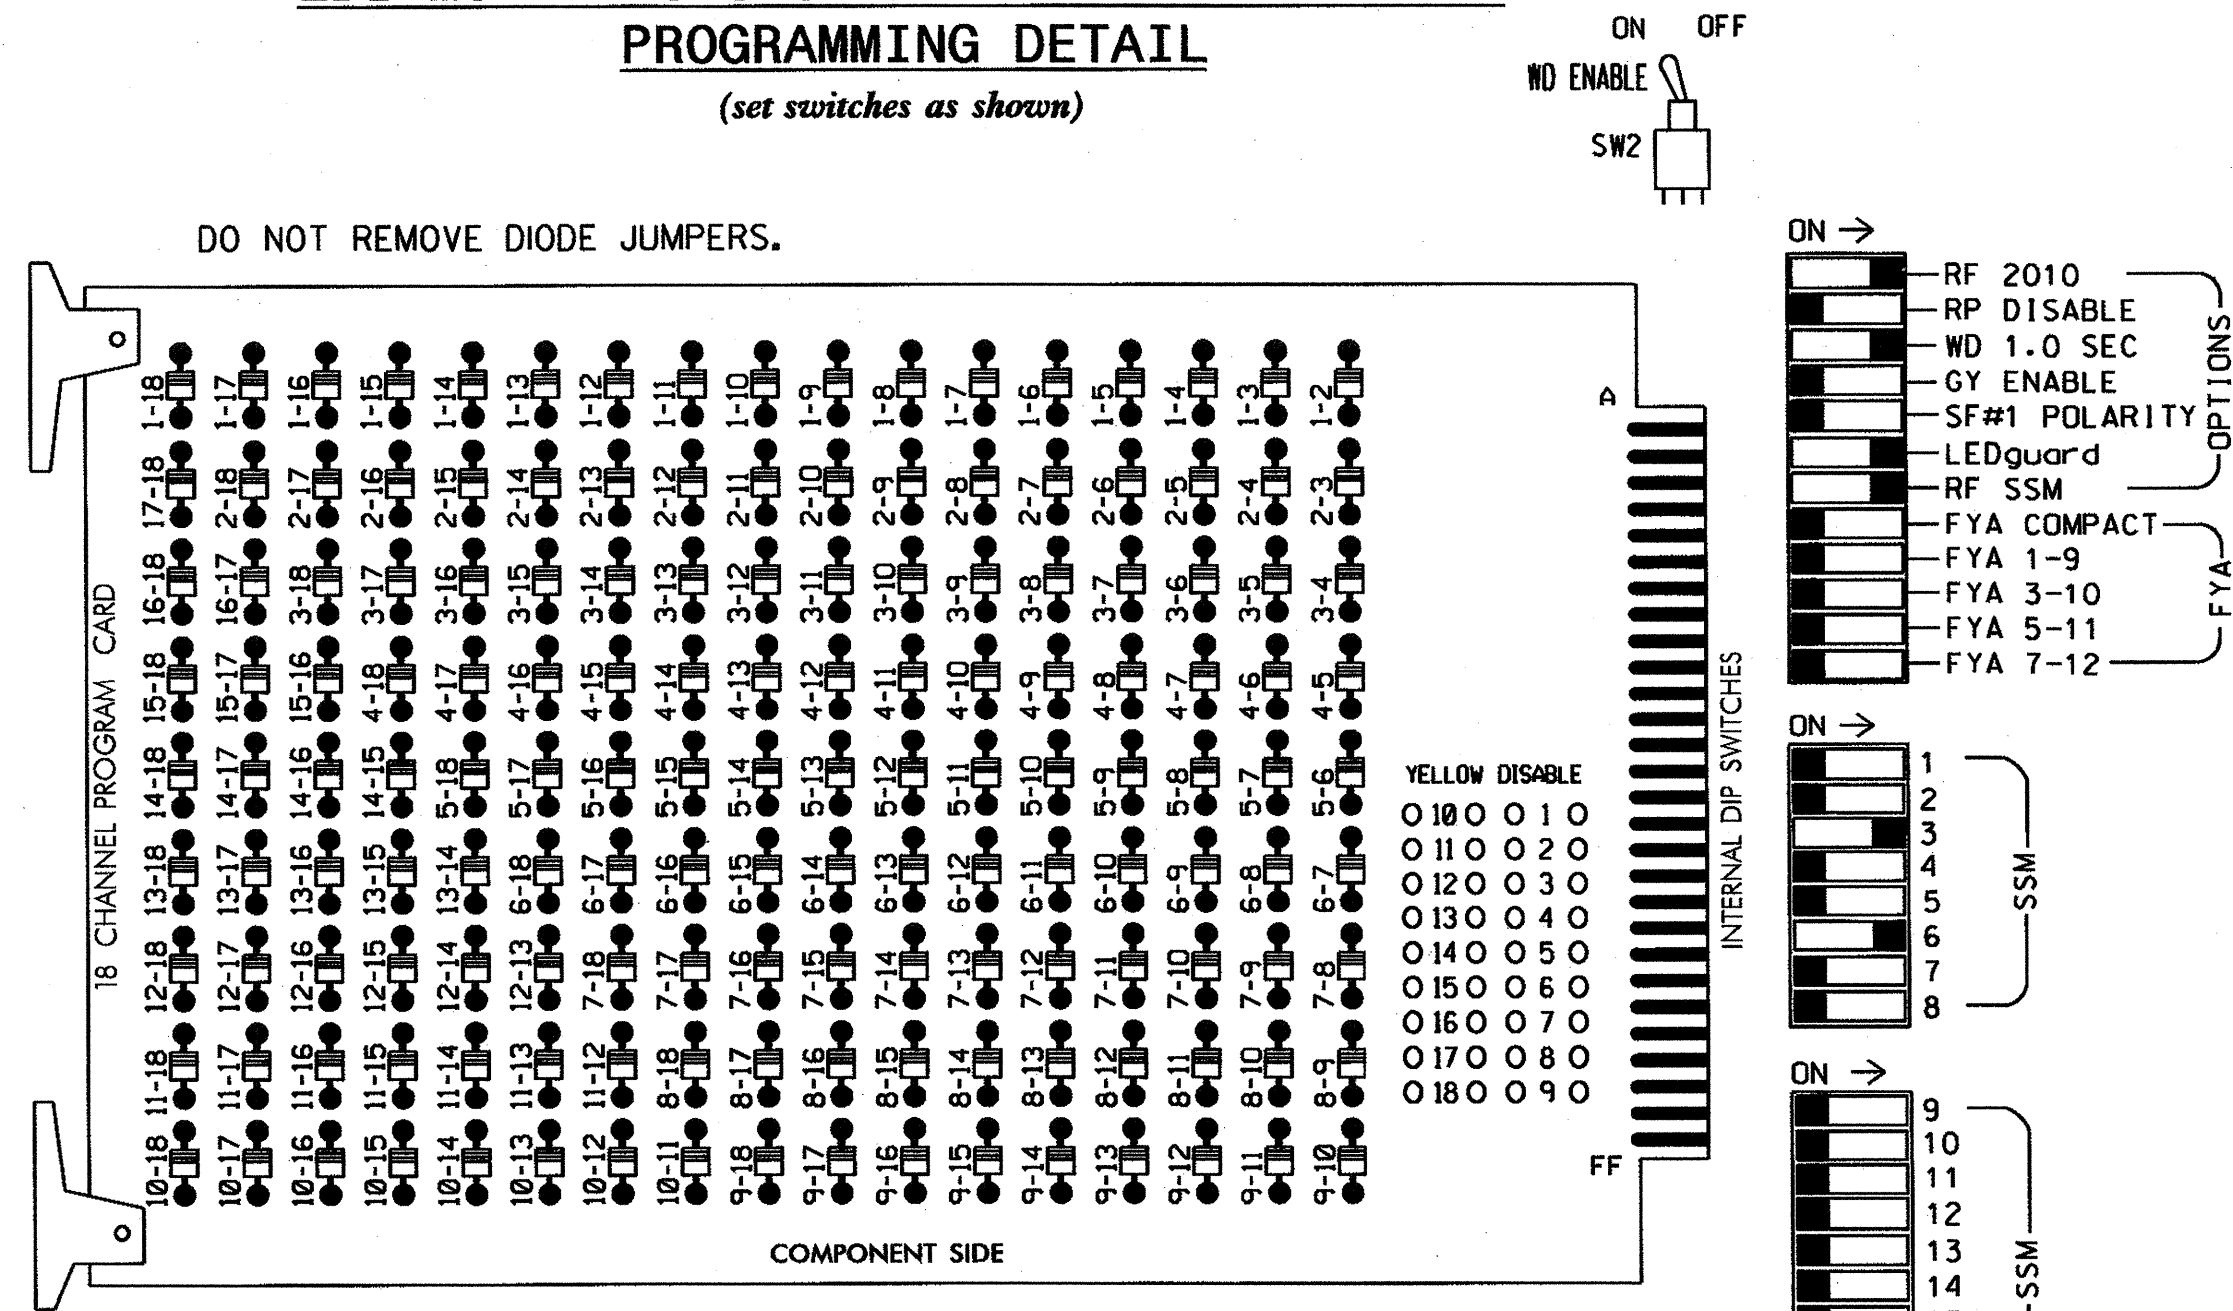 PROGRAMMING DETAIL
(set switches as shown)
ON OFF
WD ENABLE
SW2
DO NOT REMOVE DIODE JUMPERS.
18 CHANNEL PROGRAM CARD
1-18 1-17 1-16 1-15 1-14 1-13 1-12 1-11 1-10 1-9 1-8 1-7 1-6 1-5 1-4 1-3 1-2
17-18 2-18 2-17 2-16 2-15 2-14 2-13 2-12 2-11 2-10 2-9 2-8 2-7 2-6 2-5 2-4 2-3
16-18 16-17 3-18 3-17 3-16 3-15 3-14 3-13 3-12 3-11 3-10 3-9 3-8 3-7 3-6 3-5 3-4
15-18 15-17 15-16 4-18 4-17 4-16 4-15 4-14 4-13 4-12 4-11 4-10 4-9 4-8 4-7 4-6 4-5
14-18 14-17 14-16 14-15 5-18 5-17 5-16 5-15 5-14 5-13 5-12 5-11 5-10 5-9 5-8 5-7 5-6
13-18 13-17 13-16 13-15 13-14 6-18 6-17 6-16 6-15 6-14 6-13 6-12 6-11 6-10 6-9 6-8 6-7
12-18 12-17 12-16 12-15 12-14 12-13 7-18 7-17 7-16 7-15 7-14 7-13 7-12 7-11 7-10 7-9 7-8
11-18 11-17 11-16 11-15 11-14 11-13 11-12 8-18 8-17 8-16 8-15 8-14 8-13 8-12 8-11 8-10 8-9
10-18 10-17 10-16 10-15 10-14 10-13 10-12 10-11 9-18 9-17 9-16 9-15 9-14 9-13 9-12 9-11 9-10
COMPONENT SIDE
A
YELLOW DISABLE
10 1
11 2
12 3
13 4
14 5
15 6
16 7
17 8
18 9
FF
INTERNAL DIP SWITCHES
ON
RF 2010
RP DISABLE
WD 1.0 SEC
GY ENABLE
SF#1 POLARITY
LEDguard
RF SSM
OPTIONS
FYA COMPACT
FYA 1-9
FYA 3-10
FYA 5-11
FYA 7-12
FYA
ON
1
2
3
4
5
6
7
8
SSM
ON
9
10
11
12
13
14
SSM